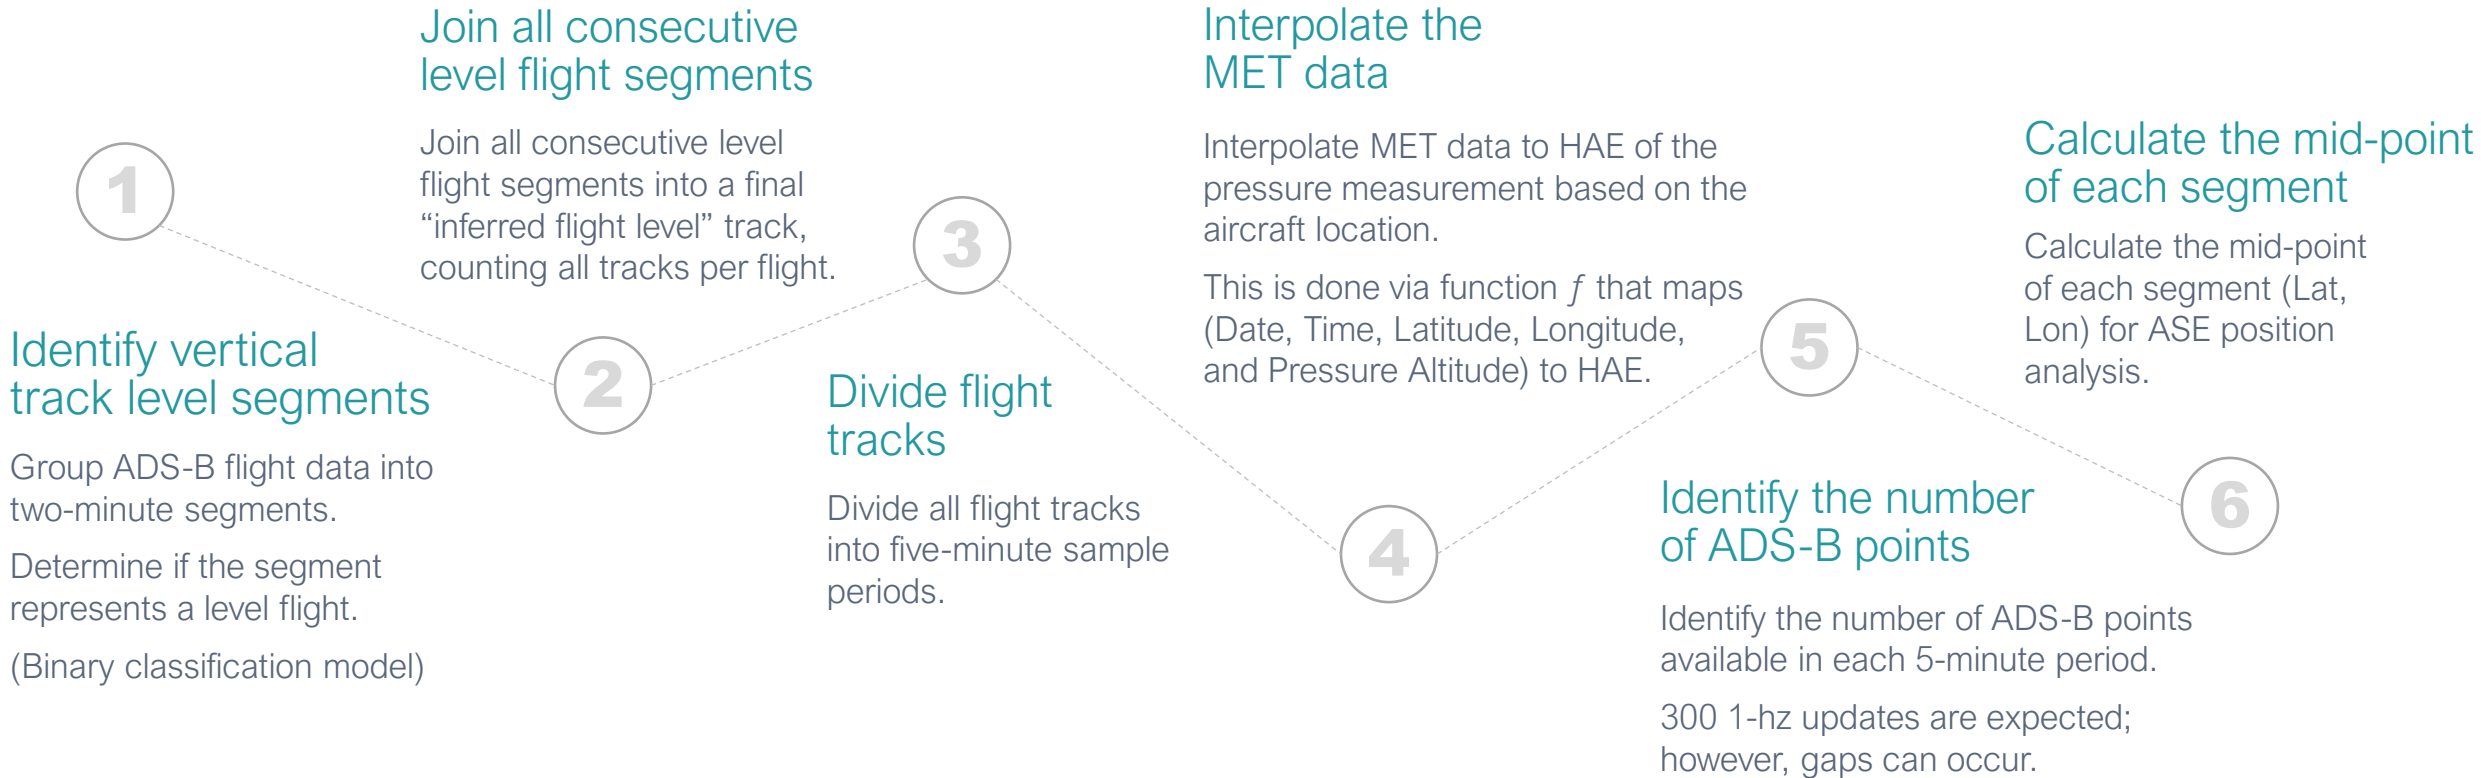 1
Identify vertical
track level segments
Group ADS-B flight data into
two-minute segments.
Determine if the segment
represents a level flight.
(Binary classification model)
Join all consecutive
level flight segments
Join all consecutive level
flight segments into a final
“inferred flight level” track,
counting all tracks per flight.
2
3
Divide flight
tracks
Divide all flight tracks
into five-minute sample
periods.
Interpolate the
MET data
Interpolate MET data to HAE of the
pressure measurement based on the
aircraft location.
This is done via function ƒ that maps
(Date, Time, Latitude, Longitude,
and Pressure Altitude) to HAE.
4
5
Identify the number
of ADS-B points
Identify the number of ADS-B points
available in each 5-minute period.
300 1-hz updates are expected;
however, gaps can occur.
Calculate the mid-point
of each segment
Calculate the mid-point
of each segment (Lat,
Lon) for ASE position
analysis.
6